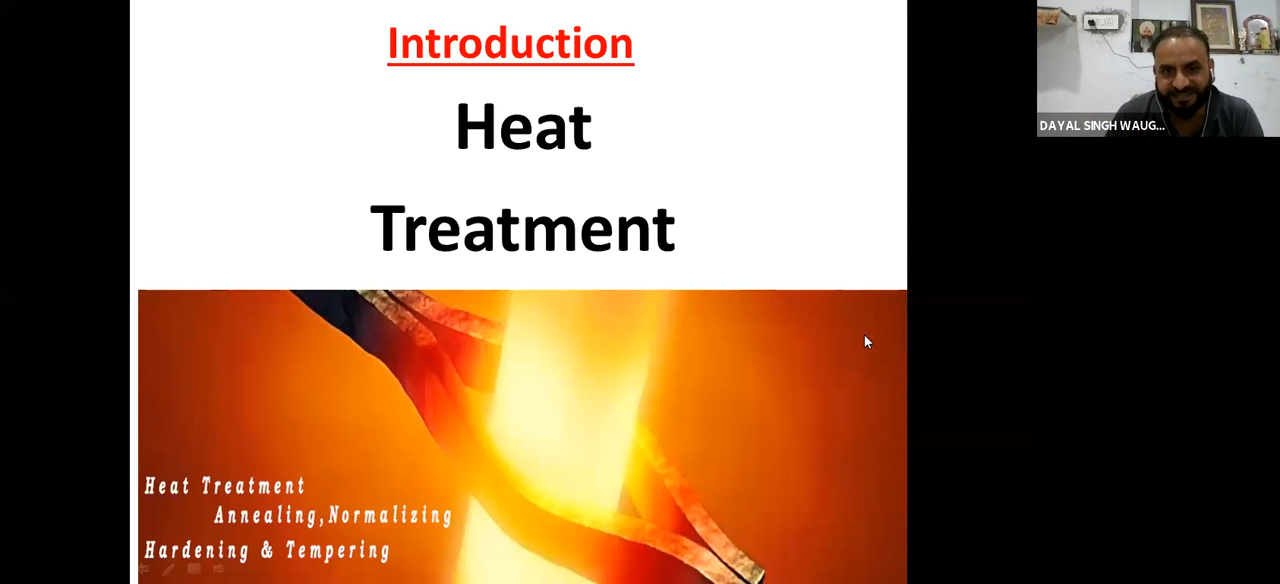 Introduction
Heat
Treatment
Heat Treatment
Annealing,Normalizing
Hardening & Tempering
DAYAL SINGH WAUG...